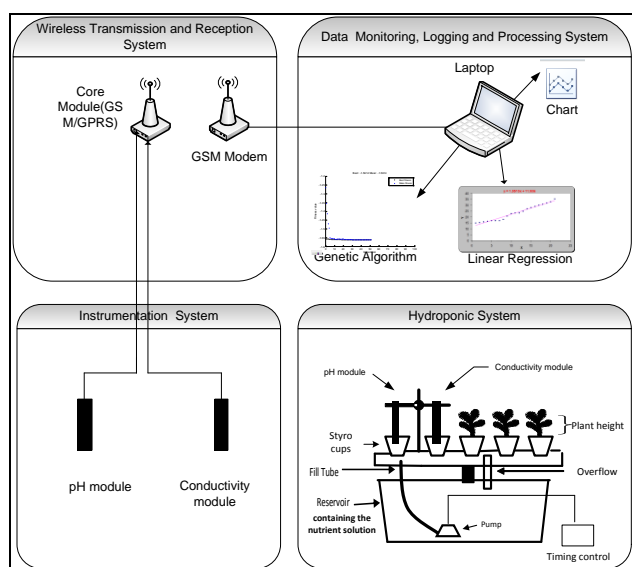 Wireless Transmission and Reception
System
Core
Module(GS
M/GPRS)
GSM Modem
Data Monitoring, Logging and Processing System
Laptop
Chart
Genetic Algorithm
Linear Regression
Instrumentation System
pH module
Conductivity
module
Hydroponic System
pH module
Conductivity module
Plant height
Styro
cups
Fill Tube
Overflow
Reservoir
containing the
nutrient solution
Pump
Timing control